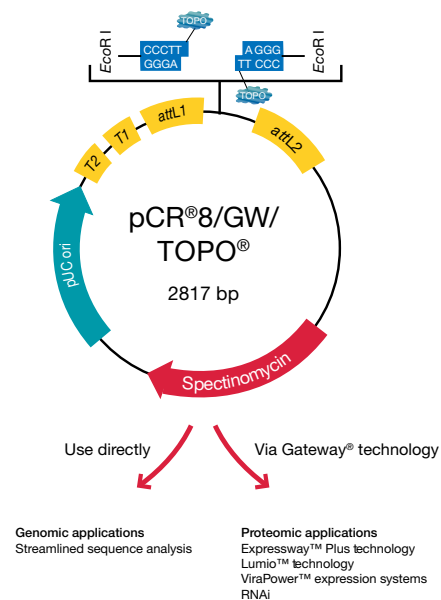 TOPO
EcoR I
CCCTT
GGGA
AGGG
TT CCC
EcoR I
TOPO
T2
T1
attL1
attL2
pCR®8/GW/
TOPO®
2817 bp
pUC ori
Spectinomycin
Use directly
Via Gateway® technology
Genomic applications
Streamlined sequence analysis
Proteomic applications
Expressway™ Plus technology
Lumio™ technology
ViraPower™ expression systems
RNAi